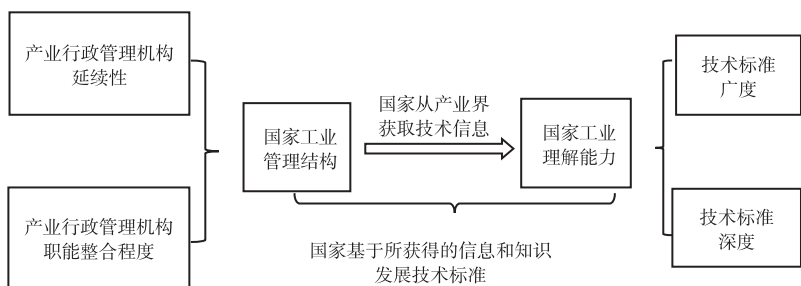 产业行政管理机构
延续性
产业行政管理机构
职能整合程度
国家工业
管理结构
国家从产业界
获取技术信息
国家工业
理解能力
国家基于所获得的信息和知识
发展技术标准
技术标准
广度
技术标准
深度